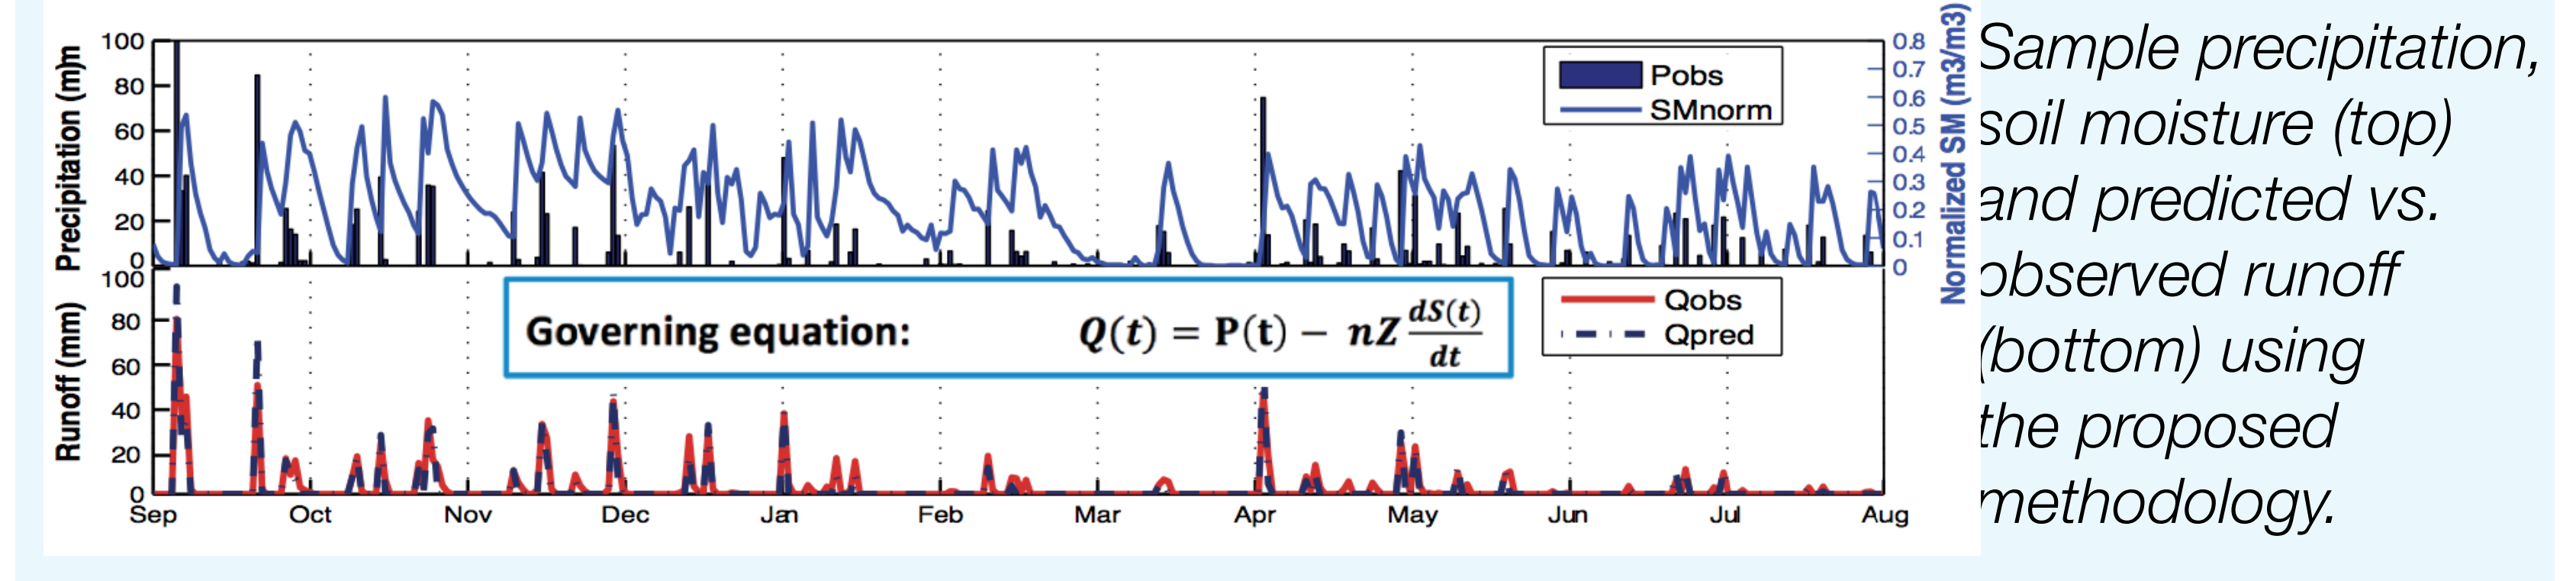 100
80
60
40
20
0
Precipitation (m)m
0.8
0.7
0.6
0.5
0.4
0.3
0.2
0.1
0
Normalized SM (m3/m3)
Pobs
SMnorm
100
80
60
40
20
0
Runoff (mm)
Governing equation: Q(t) = P(t) − nZ dS(t)/dt
Qobs
Qpred
Sep Oct Nov Dec Jan Feb Mar Apr May Jun Jul Aug
Sample precipitation,
soil moisture (top)
and predicted vs.
observed runoff
(bottom) using
the proposed
methodology.